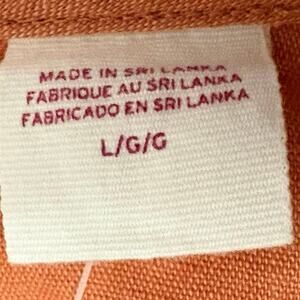 MADE IN SRI LANKA
FABRIQUE AU SRI LANKA
FABRICADO EN SRI LANKA
L/G/G